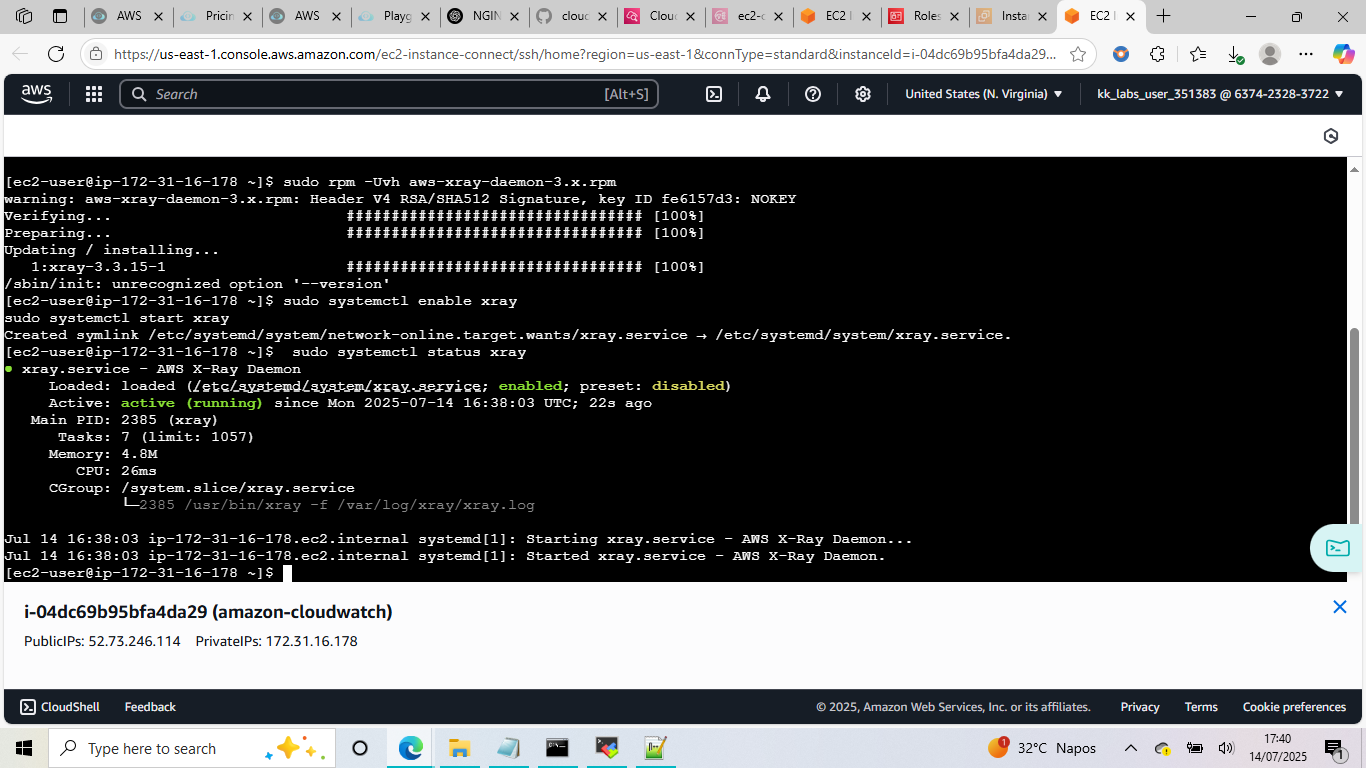 AWS
Pricin
AWS
Playg
NGIN
cloud
Clou
ec2-c
EC2 I
Roles
Instan
EC2 I
https://us-east-1.console.aws.amazon.com/ec2-instance-connect/ssh/home?region=us-east-1&connType=standard&instanceId=i-04dc69b95bfa4da29...
aws
Search
[Alt+S]
United States (N. Virginia)
kk_labs_user_351383 @ 6374-2328-3722
[ec2-user@ip-172-31-16-178 ~]$ sudo rpm -Uvh aws-xray-daemon-3.x.rpm
warning: aws-xray-daemon-3.x.rpm: Header V4 RSA/SHA512 Signature, key ID fe6157d3: NOKEY
Verifying... ################################# [100%]
Preparing... ################################# [100%]
Updating / installing...
1:xray-3.3.15-1 ################################# [100%]
/sbin/init: unrecognized option '--version'
[ec2-user@ip-172-31-16-178 ~]$ sudo systemctl enable xray
sudo systemctl start xray
Created symlink /etc/systemd/system/network-online.target.wants/xray.service → /etc/systemd/system/xray.service.
[ec2-user@ip-172-31-16-178 ~]$  sudo systemctl status xray
● xray.service - AWS X-Ray Daemon
Loaded: loaded (/etc/systemd/system/xray.service; enabled; preset: disabled)
Active: active (running) since Mon 2025-07-14 16:38:03 UTC; 22s ago
Main PID: 2385 (xray)
Tasks: 7 (limit: 1057)
Memory: 4.8M
CPU: 26ms
CGroup: /system.slice/xray.service
└─2385 /usr/bin/xray -f /var/log/xray/xray.log
Jul 14 16:38:03 ip-172-31-16-178.ec2.internal systemd[1]: Starting xray.service - AWS X-Ray Daemon...
Jul 14 16:38:03 ip-172-31-16-178.ec2.internal systemd[1]: Started xray.service - AWS X-Ray Daemon.
[ec2-user@ip-172-31-16-178 ~]$
i-04dc69b95bfa4da29 (amazon-cloudwatch)
PublicIPs: 52.73.246.114 PrivateIPs: 172.31.16.178
CloudShell
Feedback
© 2025, Amazon Web Services, Inc. or its affiliates.
Privacy
Terms
Cookie preferences
Type here to search
1
32°C Napos
17:40
14/07/2025
1